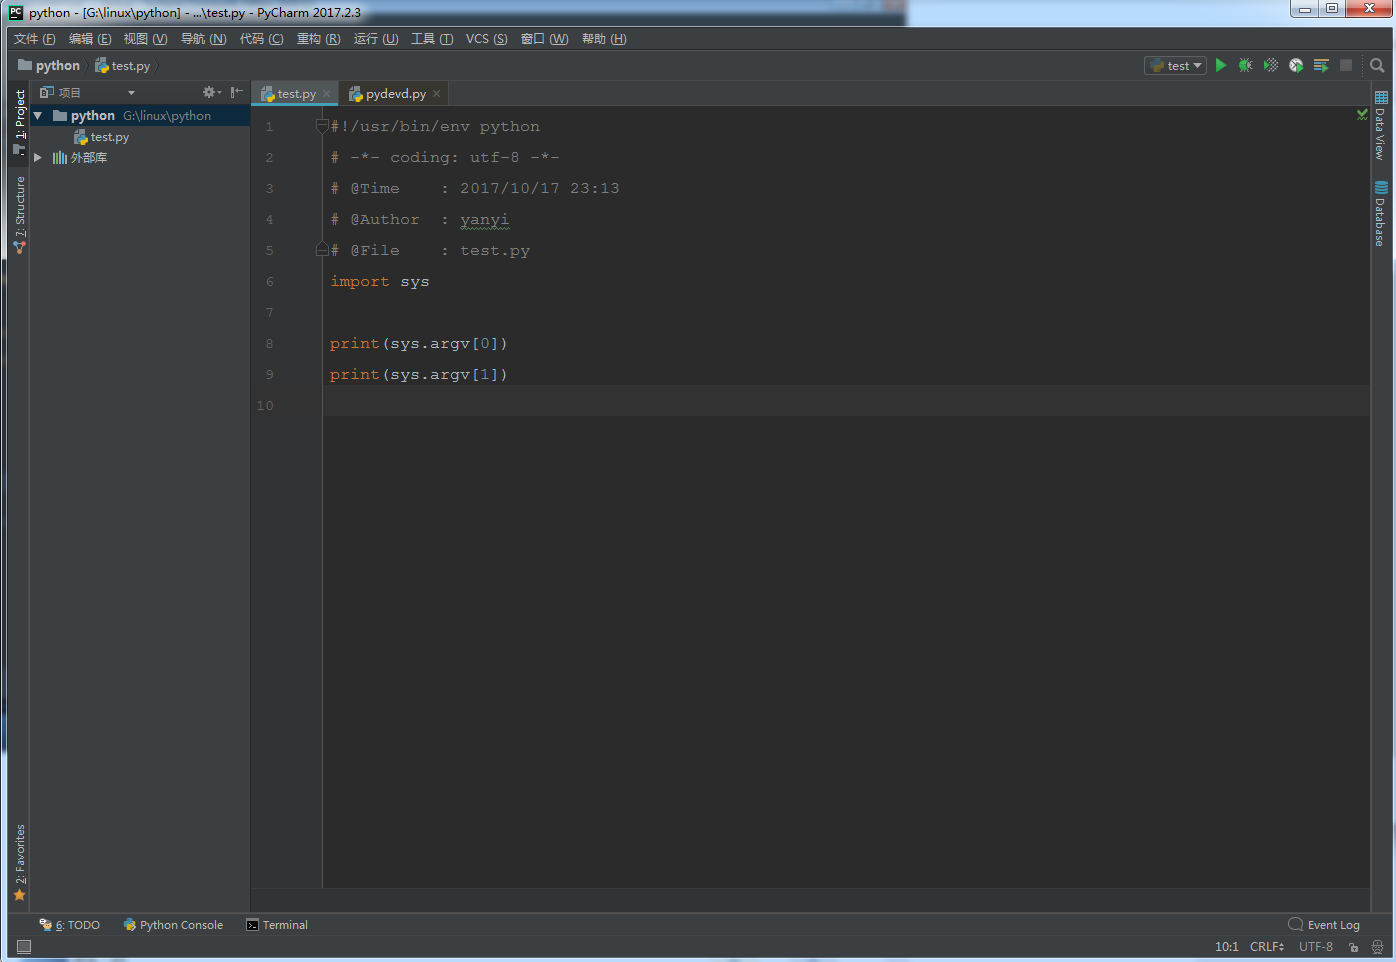 python - [G:\linux\python] - ...\test.py - PyCharm 2017.2.3
文件 (F) 编辑 (E) 视图 (V) 导航 (N) 代码 (C) 重构 (R) 运行 (U) 工具 (T) VCS (S) 窗口 (W) 帮助 (H)
python test.py test
1: Project
7: Structure
2: Favorites
项目
python G:\linux\python
test.py
外部库
test.py pydevd.py
1 #!/usr/bin/env python
2 # -*- coding: utf-8 -*-
3 # @Time    : 2017/10/17 23:13
4 # @Author  : yanyi
5 # @File    : test.py
6 import sys
7
8 print(sys.argv[0])
9 print(sys.argv[1])
10
Data View
Database
6: TODO Python Console Terminal Event Log
10:1 CRLF UTF-8